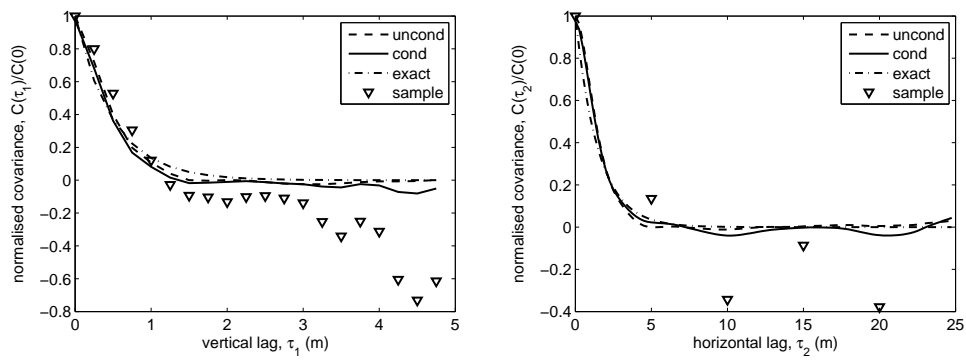 1
0.8
0.6
0.4
0.2
0
−0.2
−0.4
−0.6
−0.8
0
1
2
3
4
5
normalised covariance, C(τ1)/C(0)
vertical lag, τ1 (m)
uncond
cond
exact
sample
1
0.8
0.6
0.4
0.2
0
−0.2
−0.4
0
5
10
15
20
25
normalised covariance, C(τ2)/C(0)
horizontal lag, τ2 (m)
uncond
cond
exact
sample